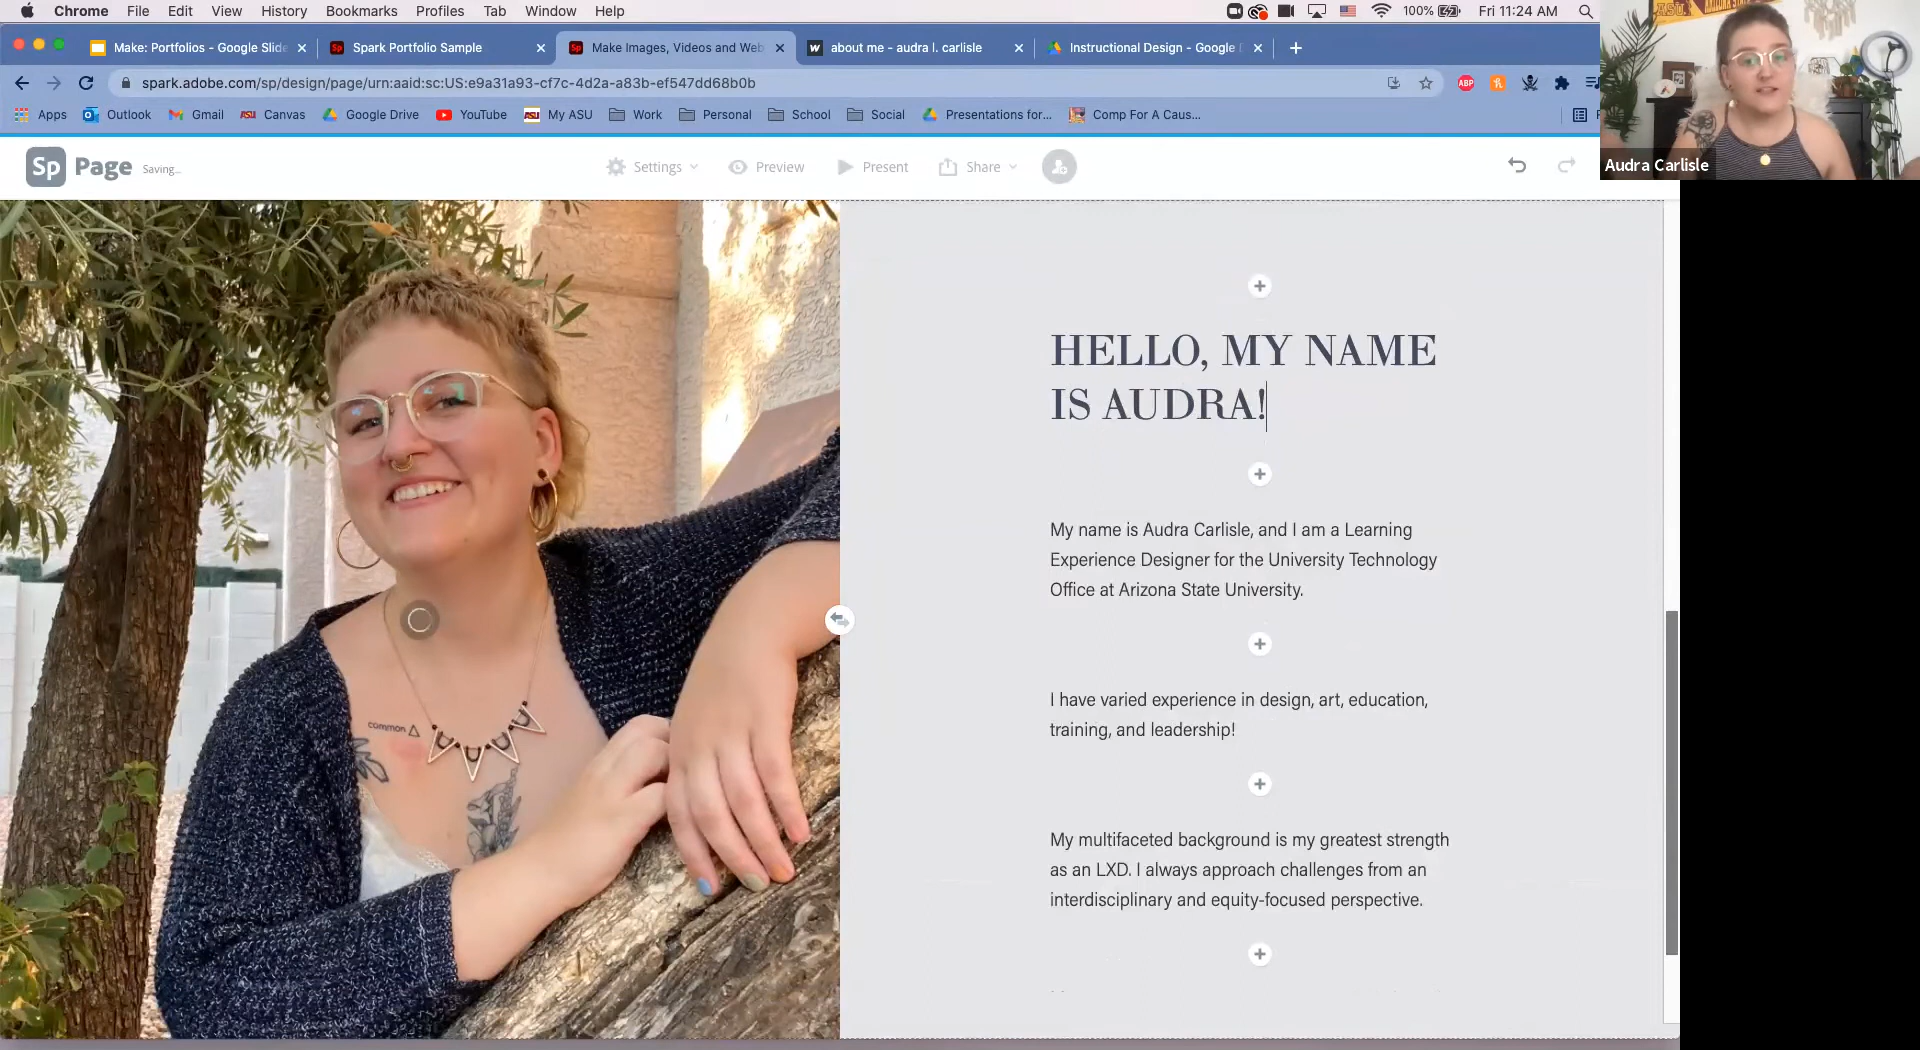 Chrome File Edit View History Bookmarks Profiles Tab Window Help 100% Fri 11:24 AM
Make: Portfolios - Google Slide Spark Portfolio Sample Make Images, Videos and Web about me - audra l. carlisle Instructional Design - Google
spark.adobe.com/sp/design/page/urn:aaid:sc:US:e9a31a93-cf7c-4d2a-a83b-ef547dd68b0b ABP
Apps Outlook Gmail ASU Canvas Google Drive YouTube ASU My ASU Work Personal School Social Presentations for... Comp For A Caus...
Audra Carlisle
Sp Page Saving... Settings Preview Present Share
HELLO, MY NAME
IS AUDRA!
My name is Audra Carlisle, and I am a Learning
Experience Designer for the University Technology
Office at Arizona State University.
I have varied experience in design, art, education,
training, and leadership!
common
My multifaceted background is my greatest strength
as an LXD. I always approach challenges from an
interdisciplinary and equity-focused perspective.